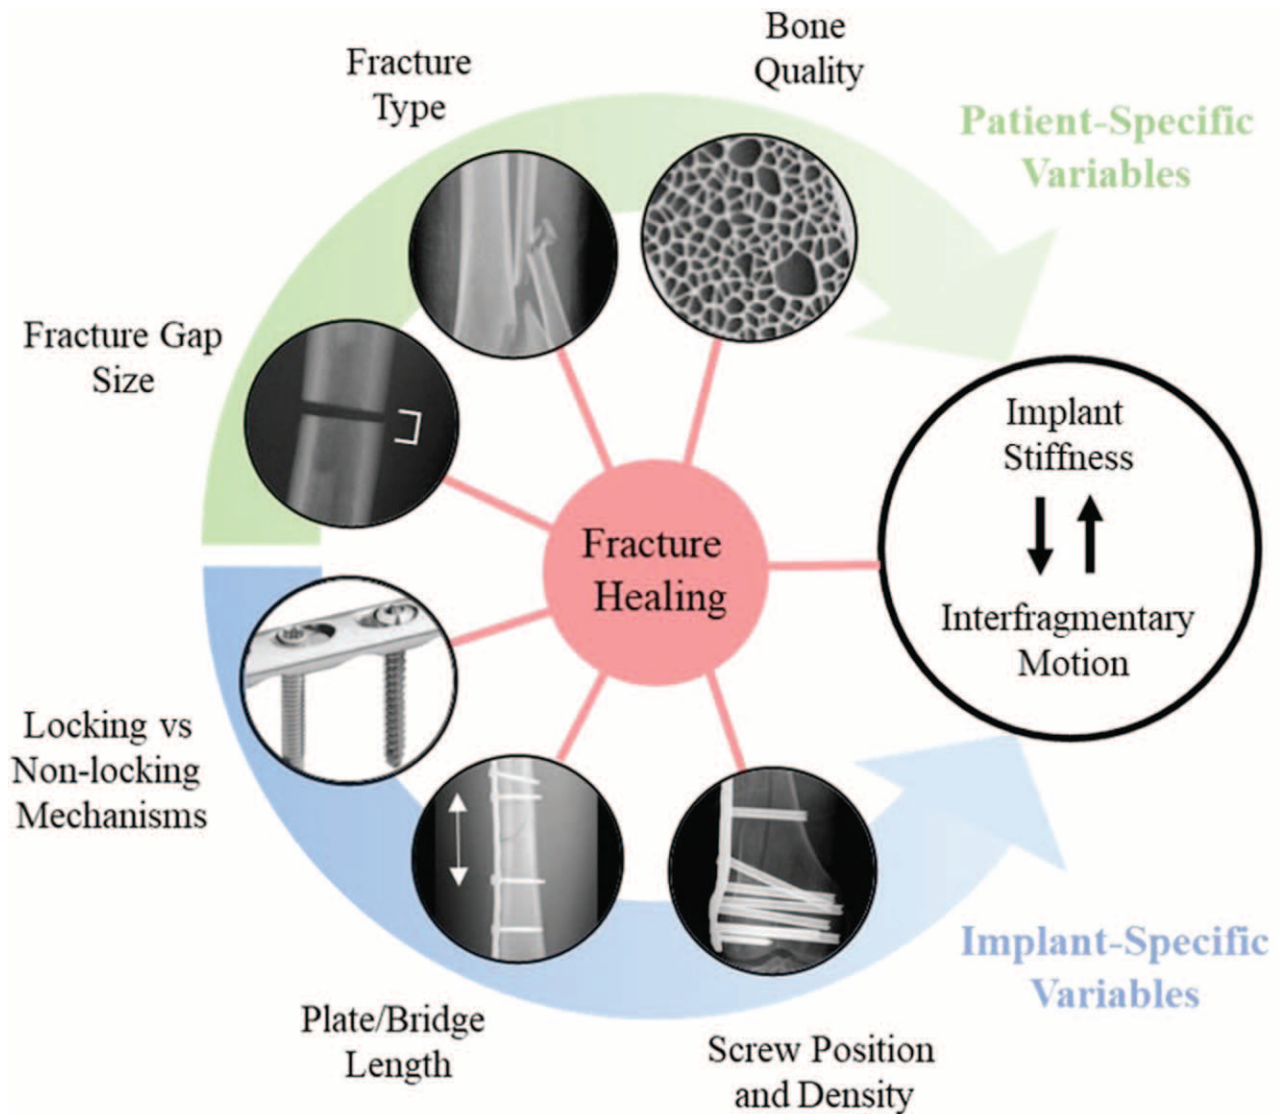 Bone
Quality
Fracture
Type
Patient-Specific
Variables
Fracture Gap
Size
Implant
Stiffness
Fracture
Healing
Interfragmentary
Motion
Locking vs
Non-locking
Mechanisms
Implant-Specific
Variables
Plate/Bridge
Length
Screw Position
and Density